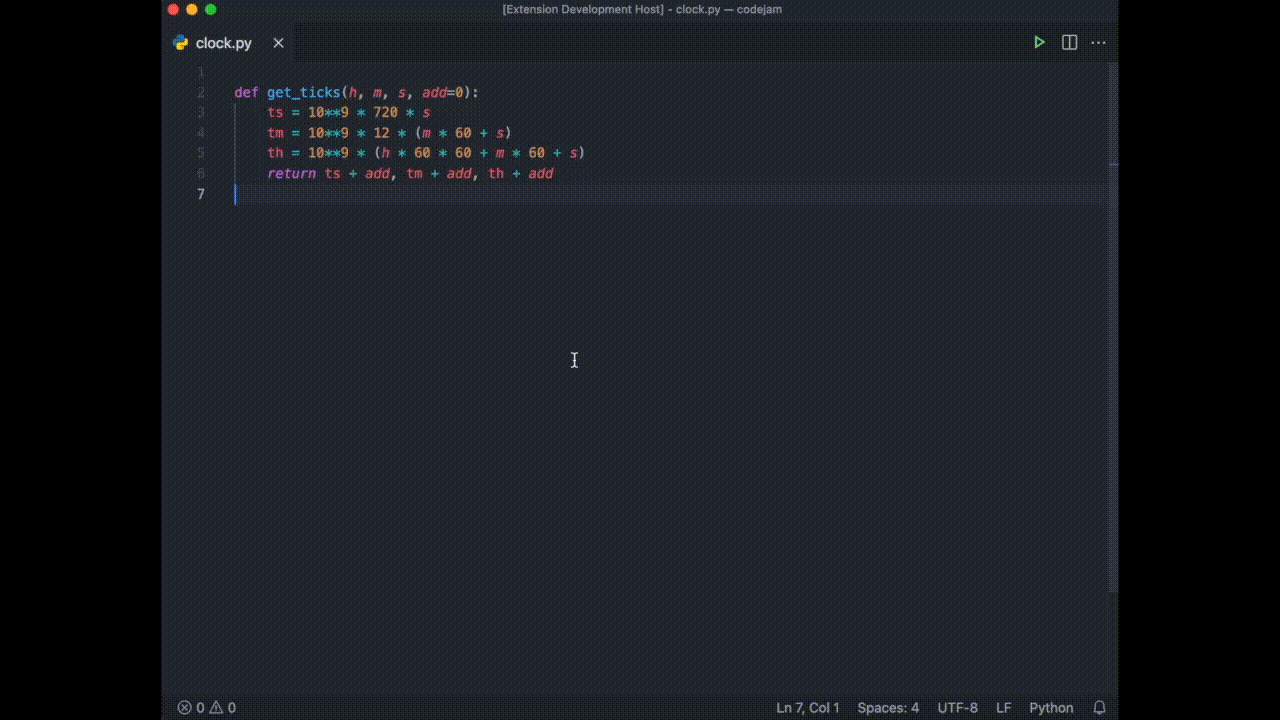 [Extension Development Host] - clock.py — codejam
clock.py
1
2 def get_ticks(h, m, s, add=0):
3 ts = 10**9 * 720 * s
4 tm = 10**9 * 12 * (m * 60 + s)
5 th = 10**9 * (h * 60 * 60 + m * 60 + s)
6 return ts + add, tm + add, th + add
7
0 0 Ln 7, Col 1 Spaces: 4 UTF-8 LF Python